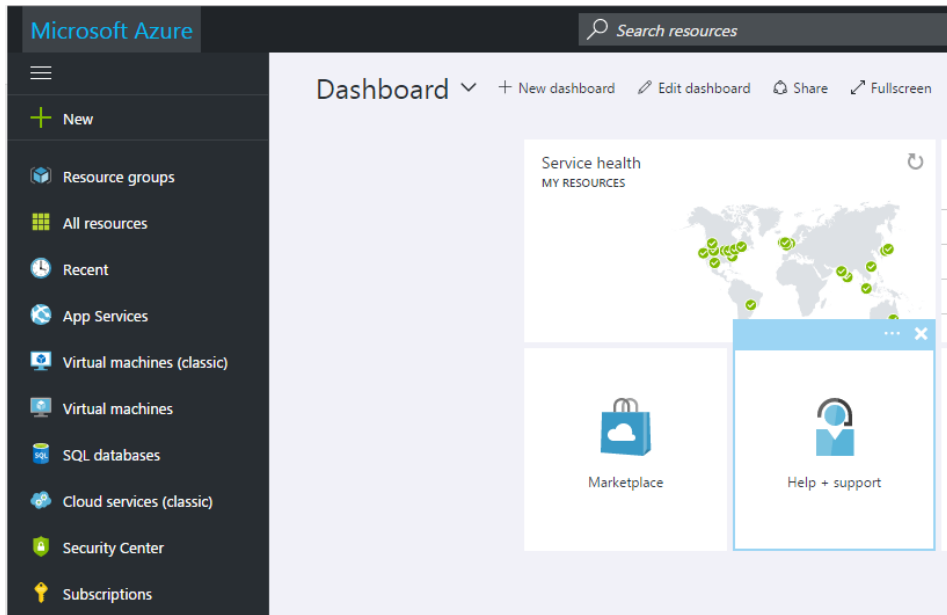 Microsoft Azure
Search resources
Dashboard
New dashboard
Edit dashboard
Share
Fullscreen
New
Resource groups
All resources
Recent
App Services
Virtual machines (classic)
Virtual machines
SQL
SQL databases
Cloud services (classic)
Security Center
Subscriptions
Service health
MY RESOURCES
Marketplace
Help + support